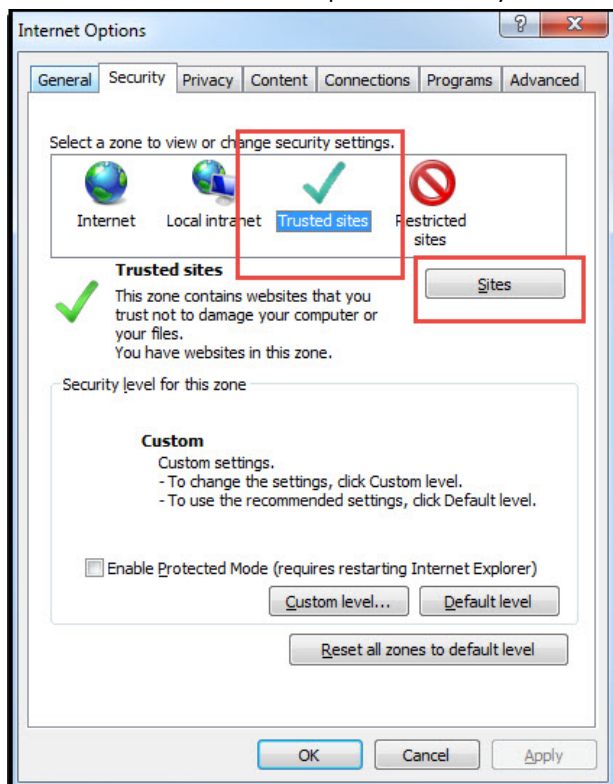 Internet Options
?
X
General Security Privacy Content Connections Programs Advanced
Select a zone to view or change security settings.
Internet Local intranet Trusted sites Restricted
sites
Trusted sites
Sites
This zone contains websites that you
trust not to damage your computer or
your files.
You have websites in this zone.
Security level for this zone
Custom
Custom settings.
- To change the settings, click Custom level.
- To use the recommended settings, click Default level.
Enable Protected Mode (requires restarting Internet Explorer)
Custom level... Default level
Reset all zones to default level
OK Cancel Apply